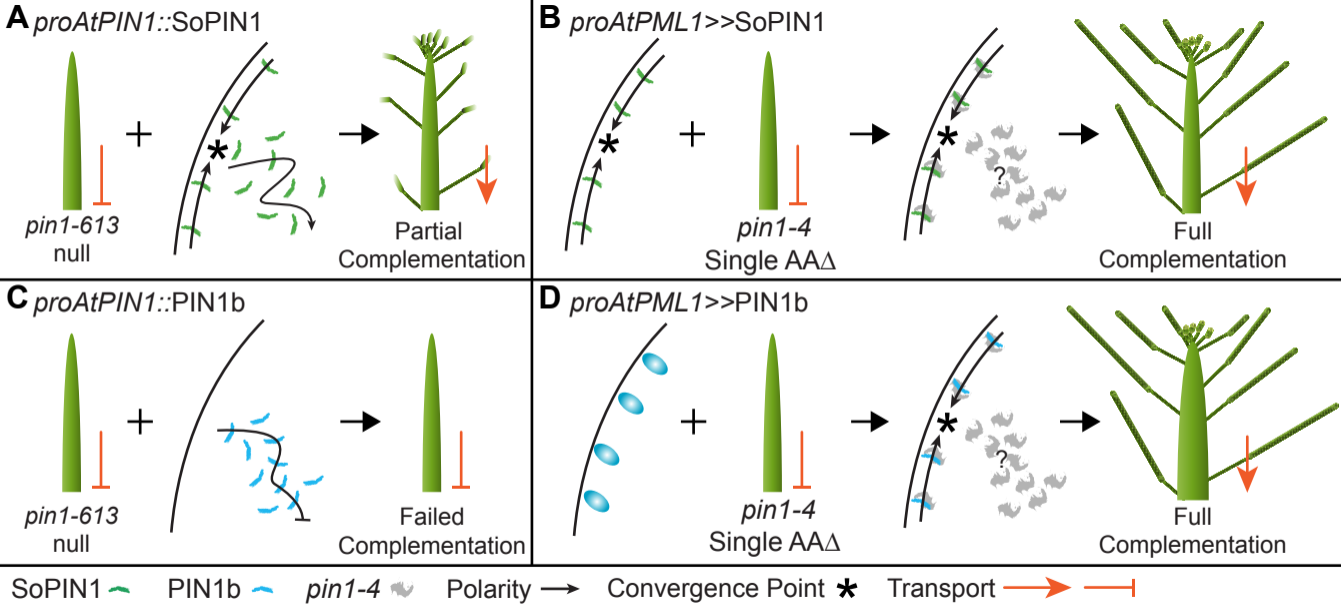 A proAtPIN1::SoPIN1
+
*
pin1-613
null
Partial
Complementation
B proAtPML1>>SoPIN1
*
+
*
?
pin1-4
Single AAΔ
Full
Complementation
C proAtPIN1::PIN1b
+
pin1-613
null
Failed
Complementation
D proAtPML1>>PIN1b
+
*
?
pin1-4
Single AAΔ
Full
Complementation
SoPIN1 PIN1b pin1-4 Polarity Convergence Point * Transport